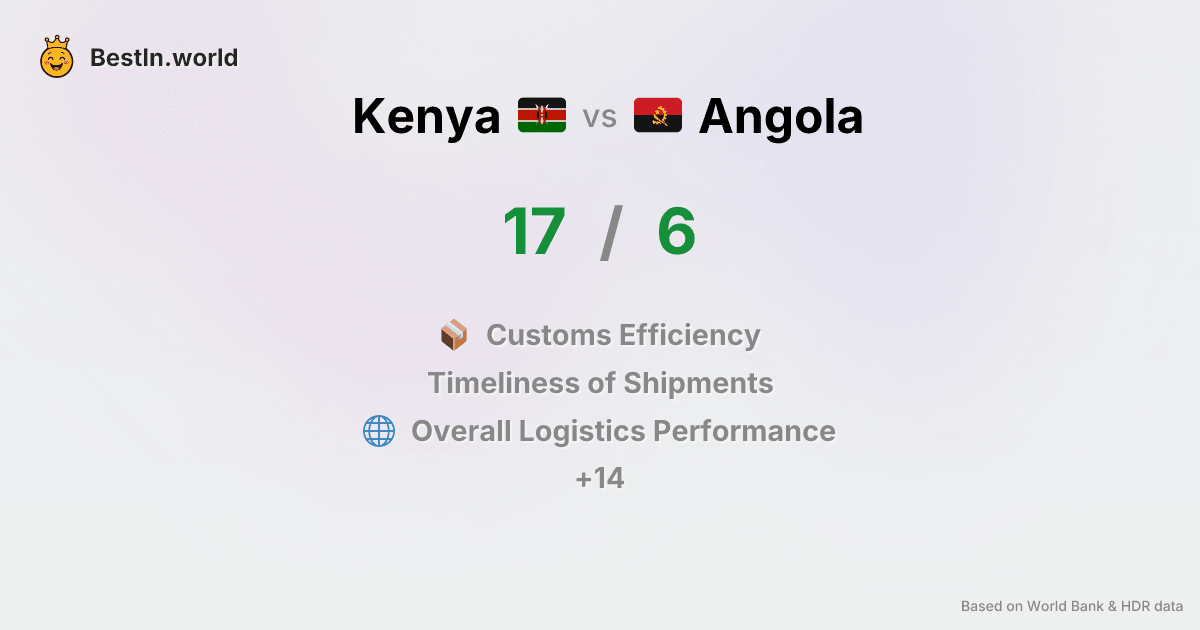 BestIn.world
Kenya vs Angola
17 / 6
Customs Efficiency
Timeliness of Shipments
Overall Logistics Performance
+14
Based on World Bank & HDR data